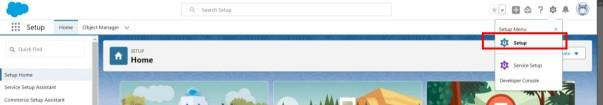 Search Setup
Setup Home Object Manager
Setup Menu
Quick Find
SETUP
Home
Setup
Setup Home
Service Setup
Service Setup Assistant
Developer Console
Commerce Setup Assistant